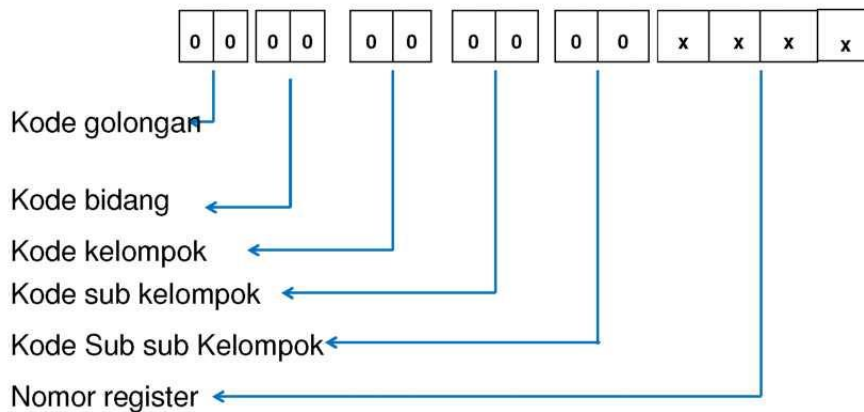 0 0 0 0 0 0 0 0 0 0 x x x x
Kode golongan
Kode bidang
Kode kelompok
Kode sub kelompok
Kode Sub sub Kelompok
Nomor register